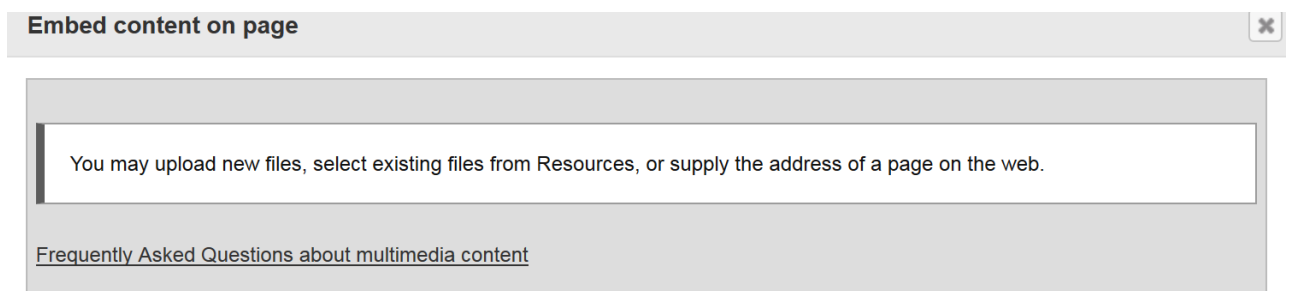 Embed content on page
You may upload new files, select existing files from Resources, or supply the address of a page on the web.
Frequently Asked Questions about multimedia content